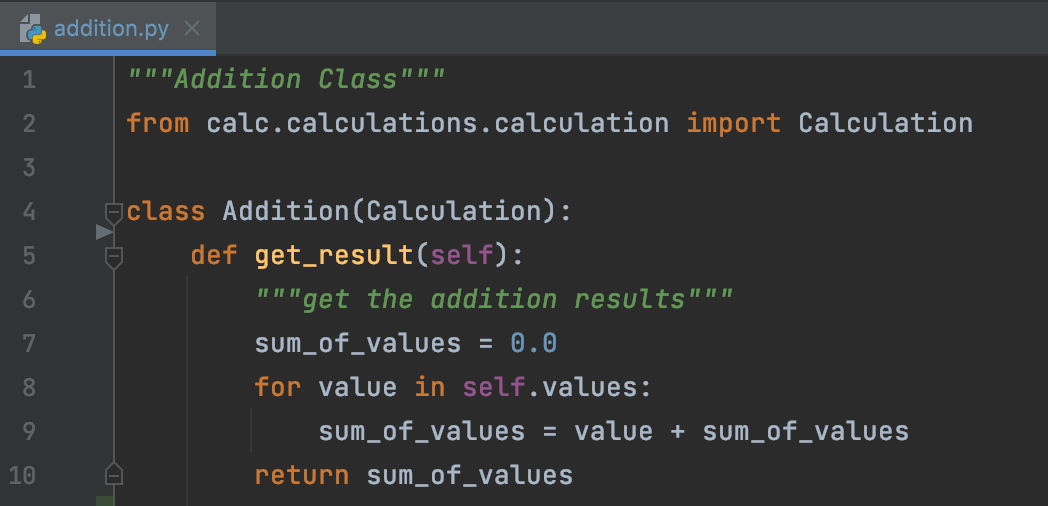 addition.py
1 """Addition Class"""
2 from calc.calculations.calculation import Calculation
3
4 class Addition(Calculation):
5     def get_result(self):
6         """get the addition results"""
7         sum_of_values = 0.0
8         for value in self.values:
9             sum_of_values = value + sum_of_values
10         return sum_of_values